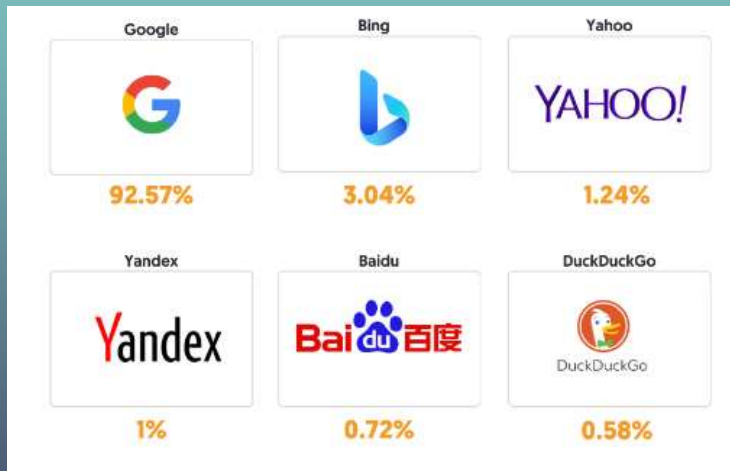 Google Bing Yahoo
G b YAHOO!
92.57% 3.04% 1.24%
Yandex Baidu DuckDuckGo
Yandex Bai du 百度 DuckDuckGo
1% 0.72% 0.58%